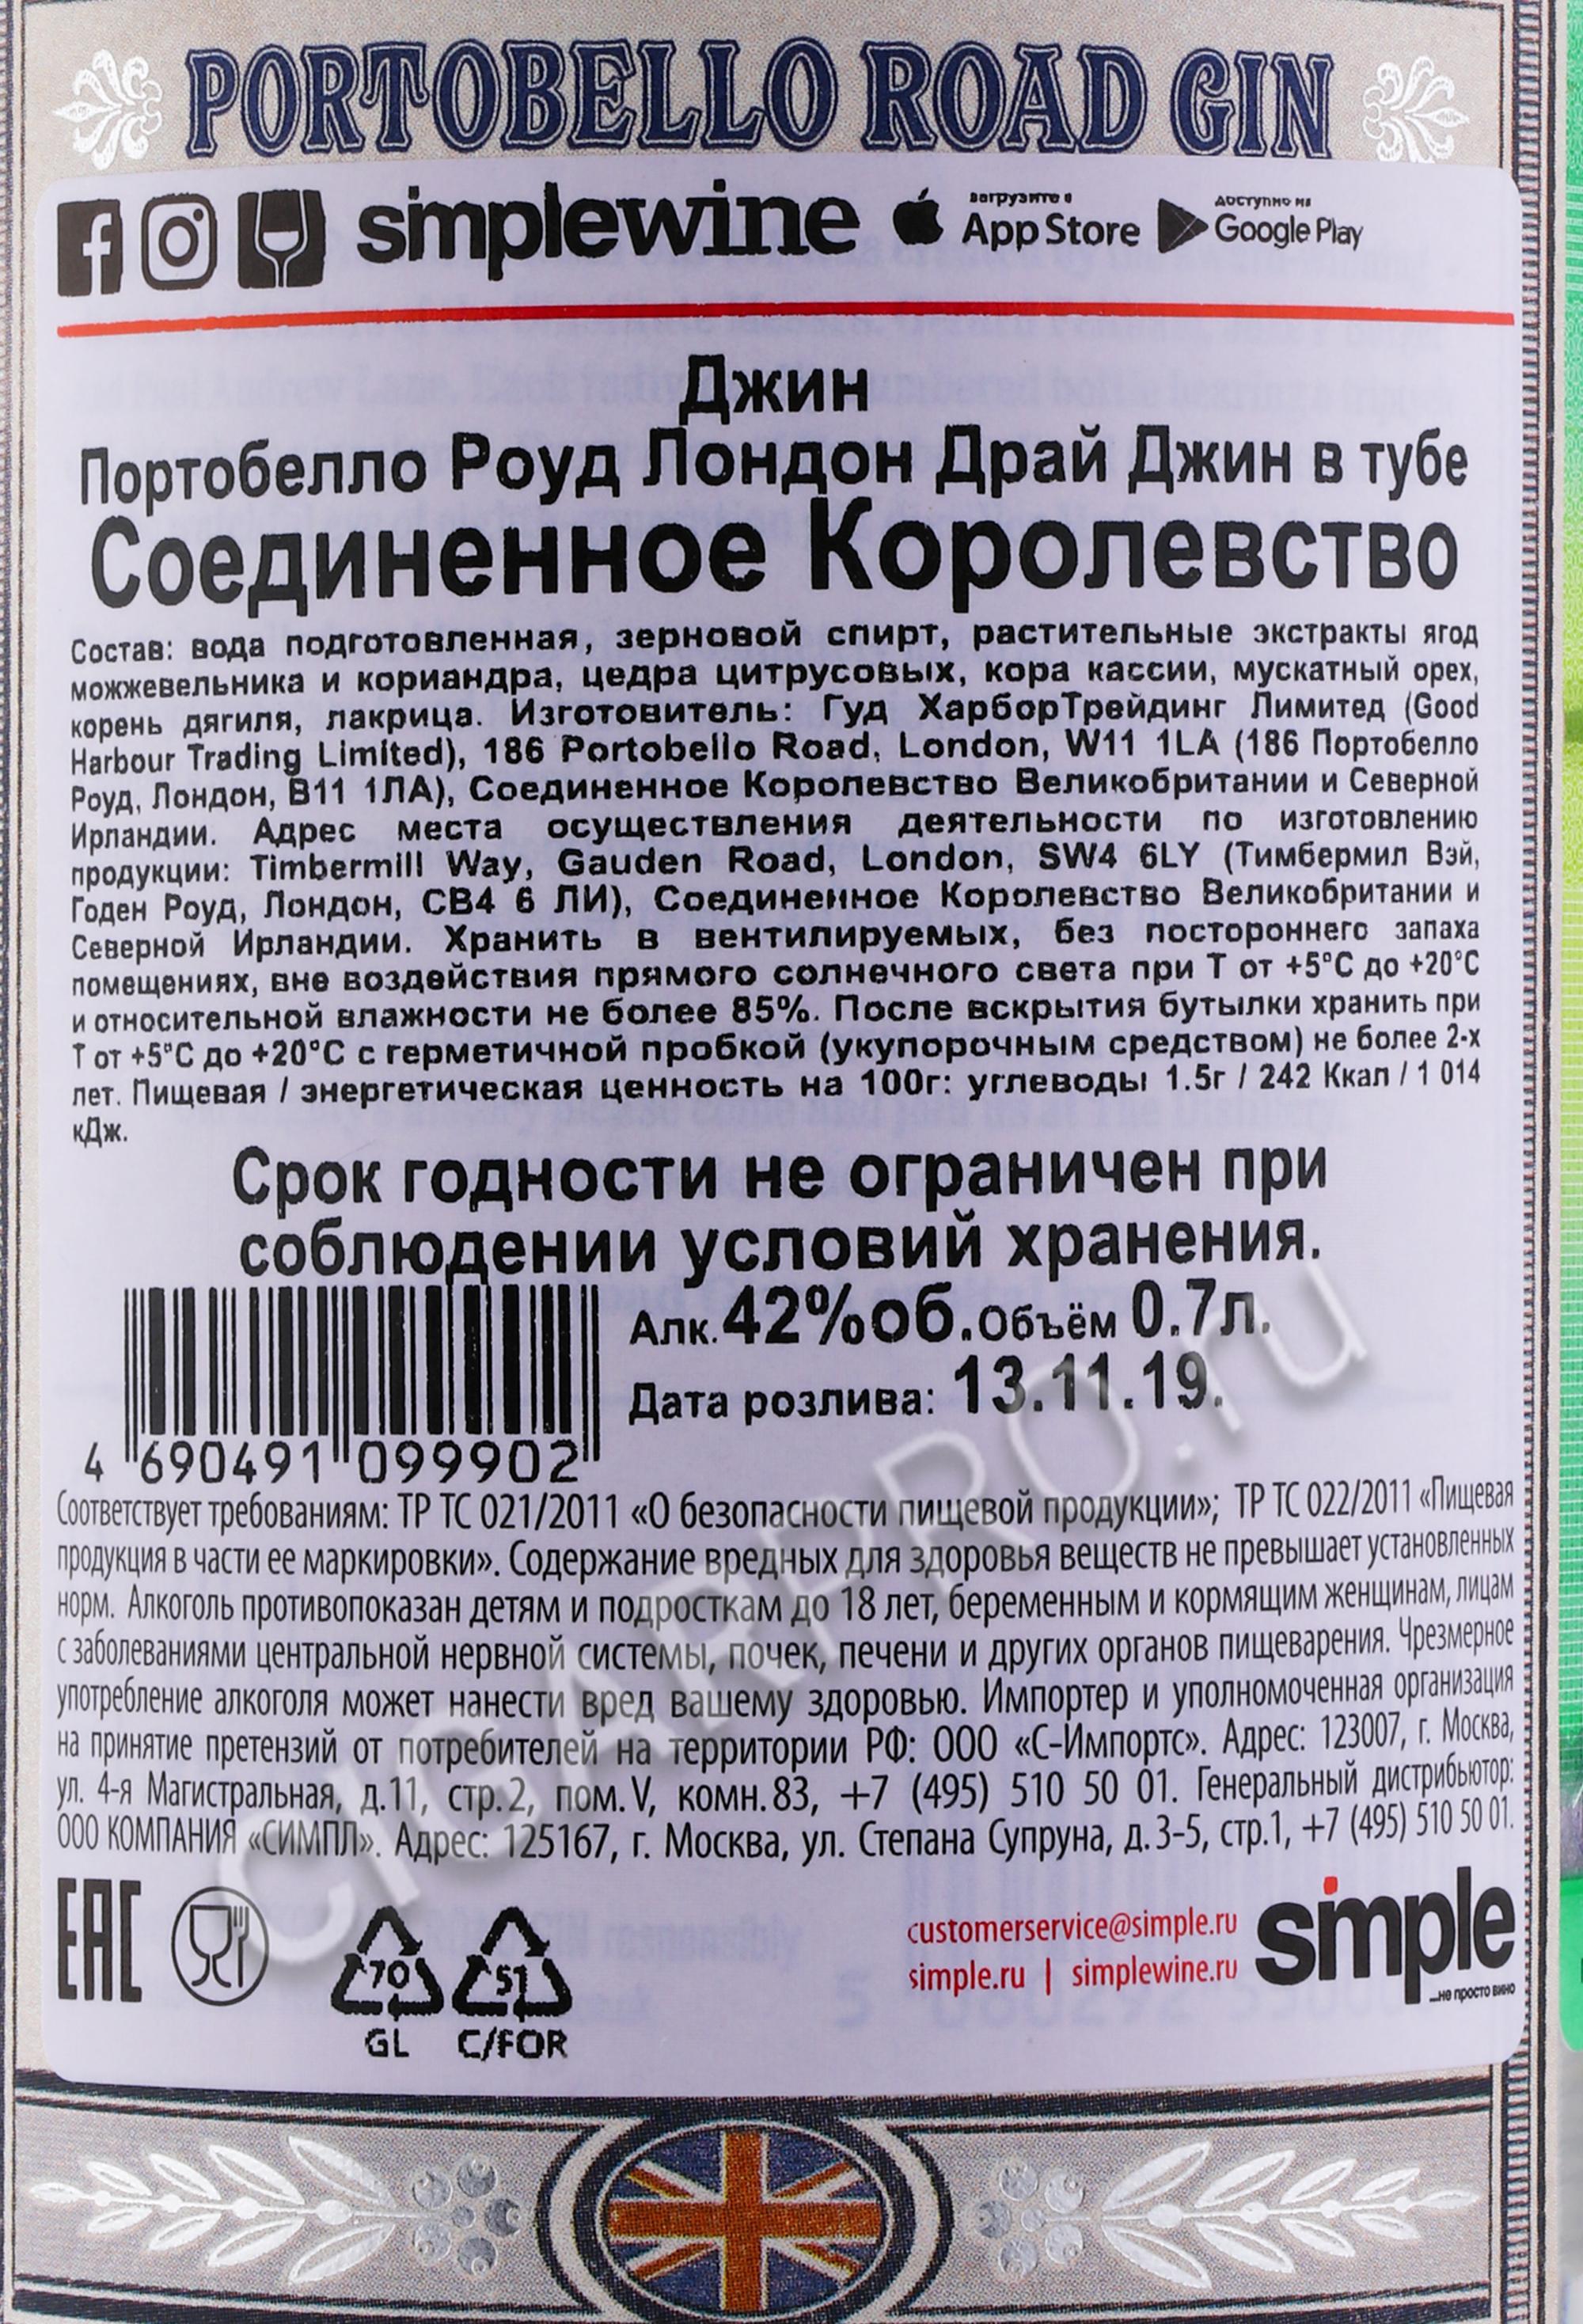 PORTOBELLO ROAD GIN
simplewine
Загрузите в
App Store
ДОСТУПНО НА
Google Play
Джин
Портобелло Роуд Лондон Драй Джин в тубе
Соединенное Королевство
Состав: вода подготовленная, зерновой спирт, растительные экстракты ягод
можжевельника и кориандра, цедра цитрусовых, кора кассии, мускатный орех,
корень дягиля, лакрица. Изготовитель: Гуд ХарборТрейдинг Лимитед (Good
Harbour Trading Limited), 186 Portobello Road, London, W11 1LA (186 Портобелло
Роуд, Лондон, В11 1ЛА), Соединенное Королевство Великобритании и Северной
Ирландии. Адрес места осуществления деятельности по изготовлению
продукции: Timbermill Way, Gauden Road, London, SW4 6LY (Тимбермил Вэй,
Годен Роуд, Лондон, СВ4 6 ЛИ), Соединенное Королевство Великобритании и
Северной Ирландии. Хранить в вентилируемых, без постороннего запаха
помещениях, вне воздействия прямого солнечного света при Т от +5°С до +20°С
и относительной влажности не более 85%. После вскрытия бутылки хранить при
Т от +5°С до +20°С с герметичной пробкой (укупорочным средством) не более 2-х
лет. Пищевая / энергетическая ценность на 100г: углеводы 1.5г / 242 Ккал / 1 014
кДж.
Срок годности не ограничен при
соблюдении условий хранения.
Алк. 42%об. Объём 0.7л.
Дата розлива: 13.11.19.
4 690491 099902
Соответствует требованиям: ТР ТС 021/2011 «О безопасности пищевой продукции»; ТР ТС 022/2011 «Пищевая
продукция в части ее маркировки». Содержание вредных для здоровья веществ не превышает установленных
норм. Алкоголь противопоказан детям и подросткам до 18 лет, беременным и кормящим женщинам, лицам
с заболеваниями центральной нервной системы, почек, печени и других органов пищеварения. Чрезмерное
употребление алкоголя может нанести вред вашему здоровью. Импортер и уполномоченная организация
на принятие претензий от потребителей на территории РФ: ООО «С-Импортс». Адрес: 123007, г. Москва,
ул. 4-я Магистральная, д.11, стр.2, пом.V, комн.83, +7 (495) 510 50 01. Генеральный дистрибьютор:
ООО КОМПАНИЯ «СИМПЛ». Адрес: 125167, г. Москва, ул. Степана Супруна, д.3-5, стр.1, +7 (495) 510 50 01.
EAC
70
GL
51
C/FOR
customerservice@simple.ru
simple.ru | simplewine.ru
simple
...не просто вино
CIGARPRO.ru